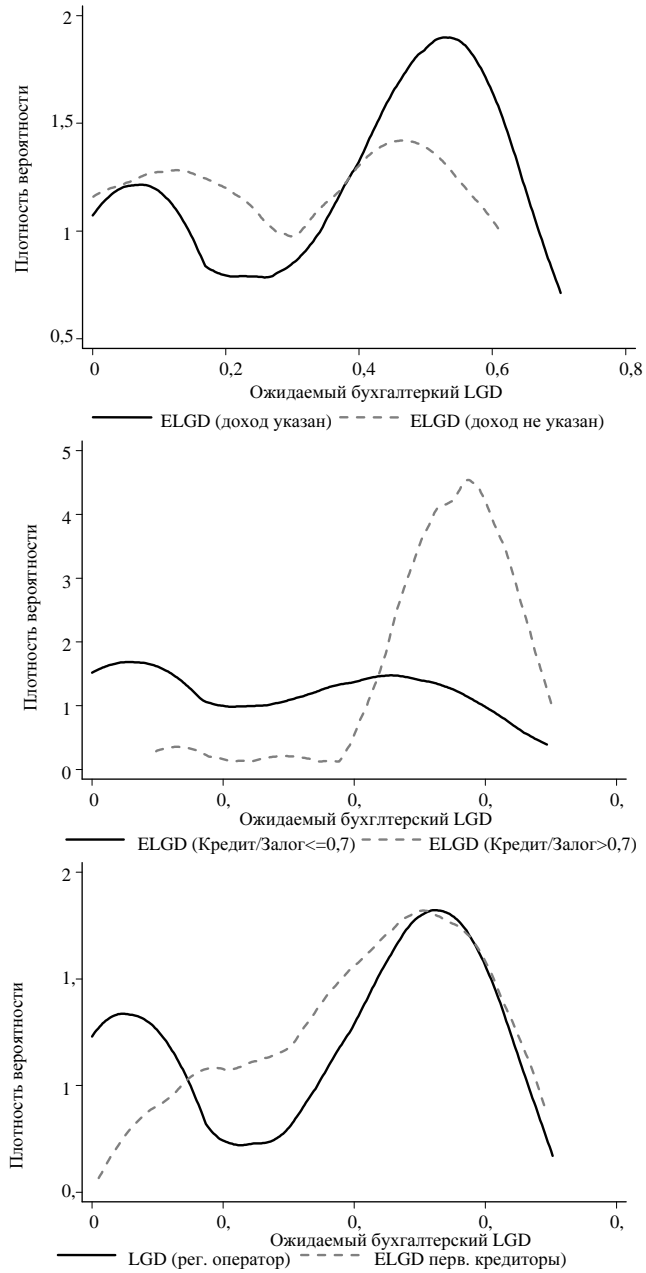 2
1,5
1
0,5
Плотность вероятности
0 0,2 0,4 0,6 0,8
Ожидаемый бухгалтеркий LGD
ELGD (доход указан) ELGD (доход не указан)
5
4
3
2
1
0
Плотность вероятности
0 0, 0, 0, 0,
Ожидаемый бухглтерский LGD
ELGD (Кредит/Залог<=0,7) ELGD (Кредит/Залог>0,7)
2
1,
1
0,
Плотность вероятности
0 0, 0, 0, 0,
Ожидаемый бухгалтерский LGD
LGD (рег. оператор) ELGD перв. кредиторы)